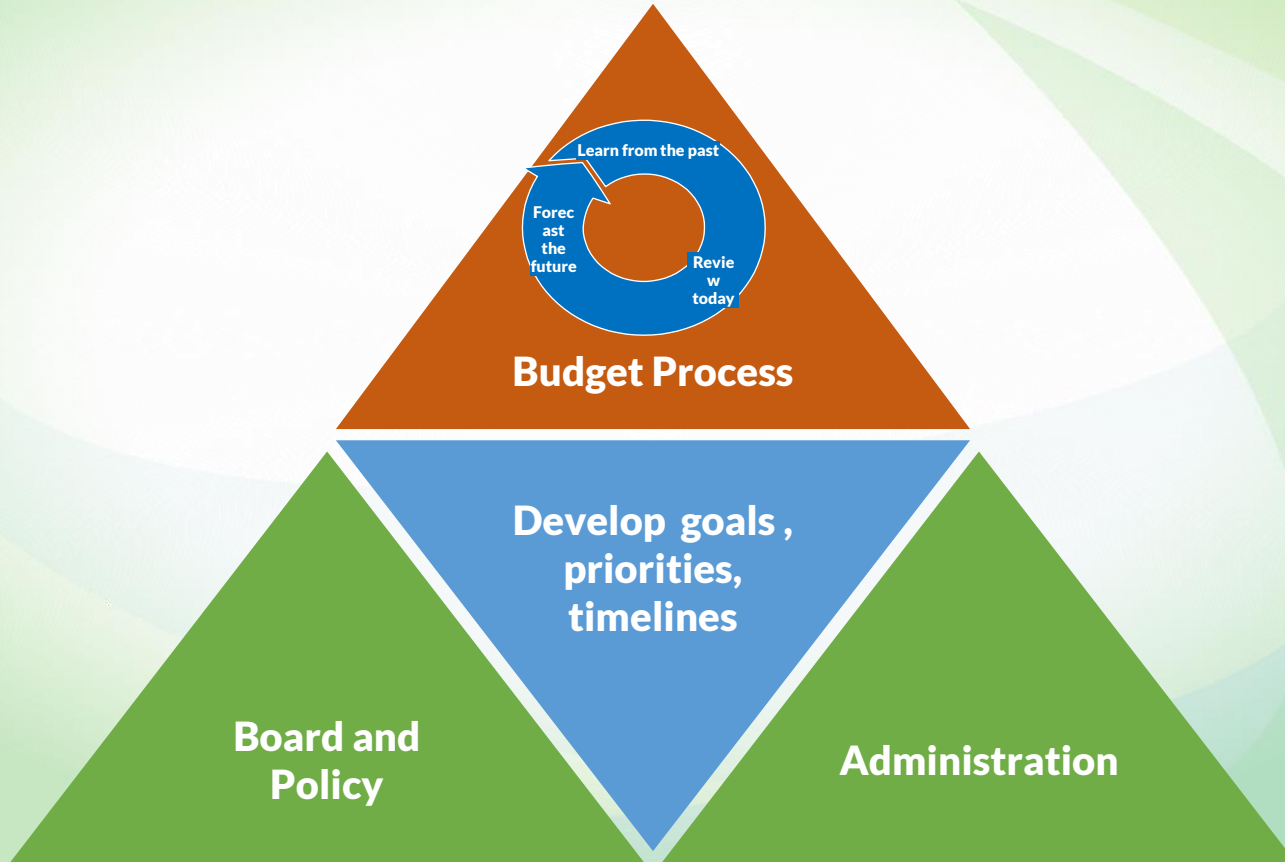 Learn from the past
Forec
ast
the
future
Revie
w
today
Budget Process
Develop goals ,
priorities,
timelines
Board and
Policy
Administration